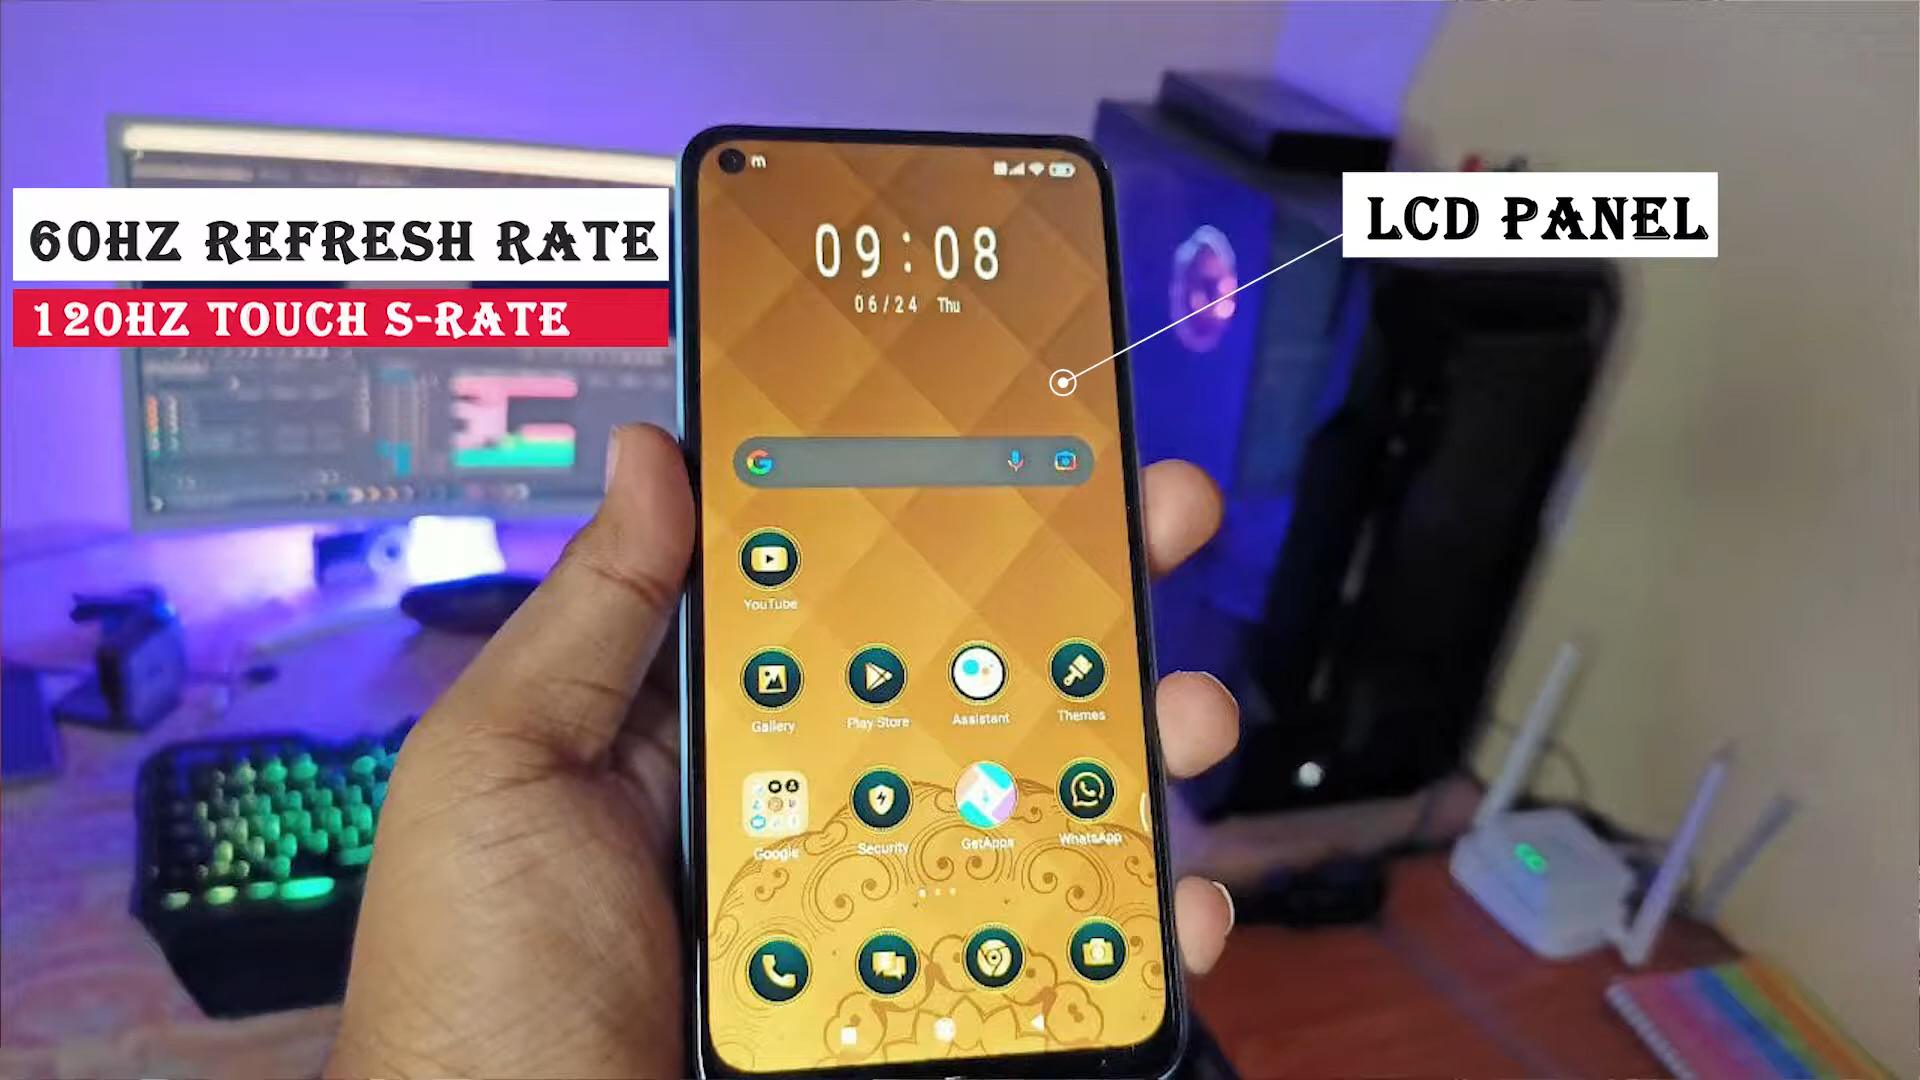 60HZ REFRESH RATE
120HZ TOUCH S-RATE
LCD PANEL
m
09:08
06/24 Thu
YouTube
Gallery
Play Store
Assistant
Themes
Google
Security
GetApps
WhatsApp